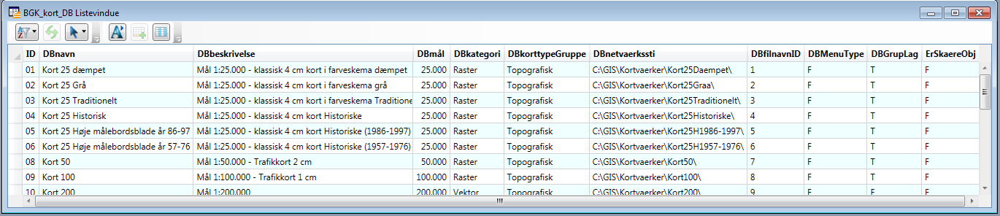 BGK_kort_DB Listevindue
ID DBnavn DBbeskrivelse DBmål DBkategori DBkorttypeGruppe DBnetvaerkssti DBfilnavnID DBMenuType DBGrupLag ErSkaereObj
01 Kort 25 dæmpet Mål 1:25.000 - klassisk 4 cm kort i farveskema dæmpet 25.000 Raster Topografisk C:\GIS\Kortvaerker\Kort25Daempet\ 1 F T F
02 Kort 25 Grå Mål 1:25.000 - klassisk 4 cm kort i farveskema grå 25.000 Raster Topografisk C:\GIS\Kortvaerker\Kort25Graa\ 2 F T F
03 Kort 25 Traditionelt Mål 1:25.000 - klassisk 4 cm kort i farveskema Traditione 25.000 Raster Topografisk C:\GIS\Kortvaerker\Kort25Traditionelt\ 3 F T F
04 Kort 25 Historisk Mål 1:25.000 - klassisk 4 cm kort Historiske 25.000 Raster Topografisk C:\GIS\Kortvaerker\Kort25Historiske\ 4 F T F
05 Kort 25 Høje målebordsblade år 86-97 Mål 1:25.000 - klassisk 4 cm kort Historiske (1986-1997) 25.000 Raster Topografisk C:\GIS\Kortvaerker\Kort25H1986-1997\ 5 F T F
06 Kort 25 Høje målebordsblade år 57-76 Mål 1:25.000 - klassisk 4 cm kort Historiske (1957-1976) 25.000 Raster Topografisk C:\GIS\Kortvaerker\Kort25H1957-1976\ 6 F T F
08 Kort 50 Mål 1:50.000 - Trafikkort 2 cm 50.000 Raster Topografisk C:\GIS\Kortvaerker\Kort50\ 7 F T F
09 Kort 100 Mål 1:100.000 - Trafikkort 1 cm 100.000 Raster Topografisk C:\GIS\Kortvaerker\Kort100\ 8 F T F
10 Kort 200 Mål 1:200.000 200.000 Vektor Topografisk C:\GIS\Kortvaerker\Kort200\ 9 F F F